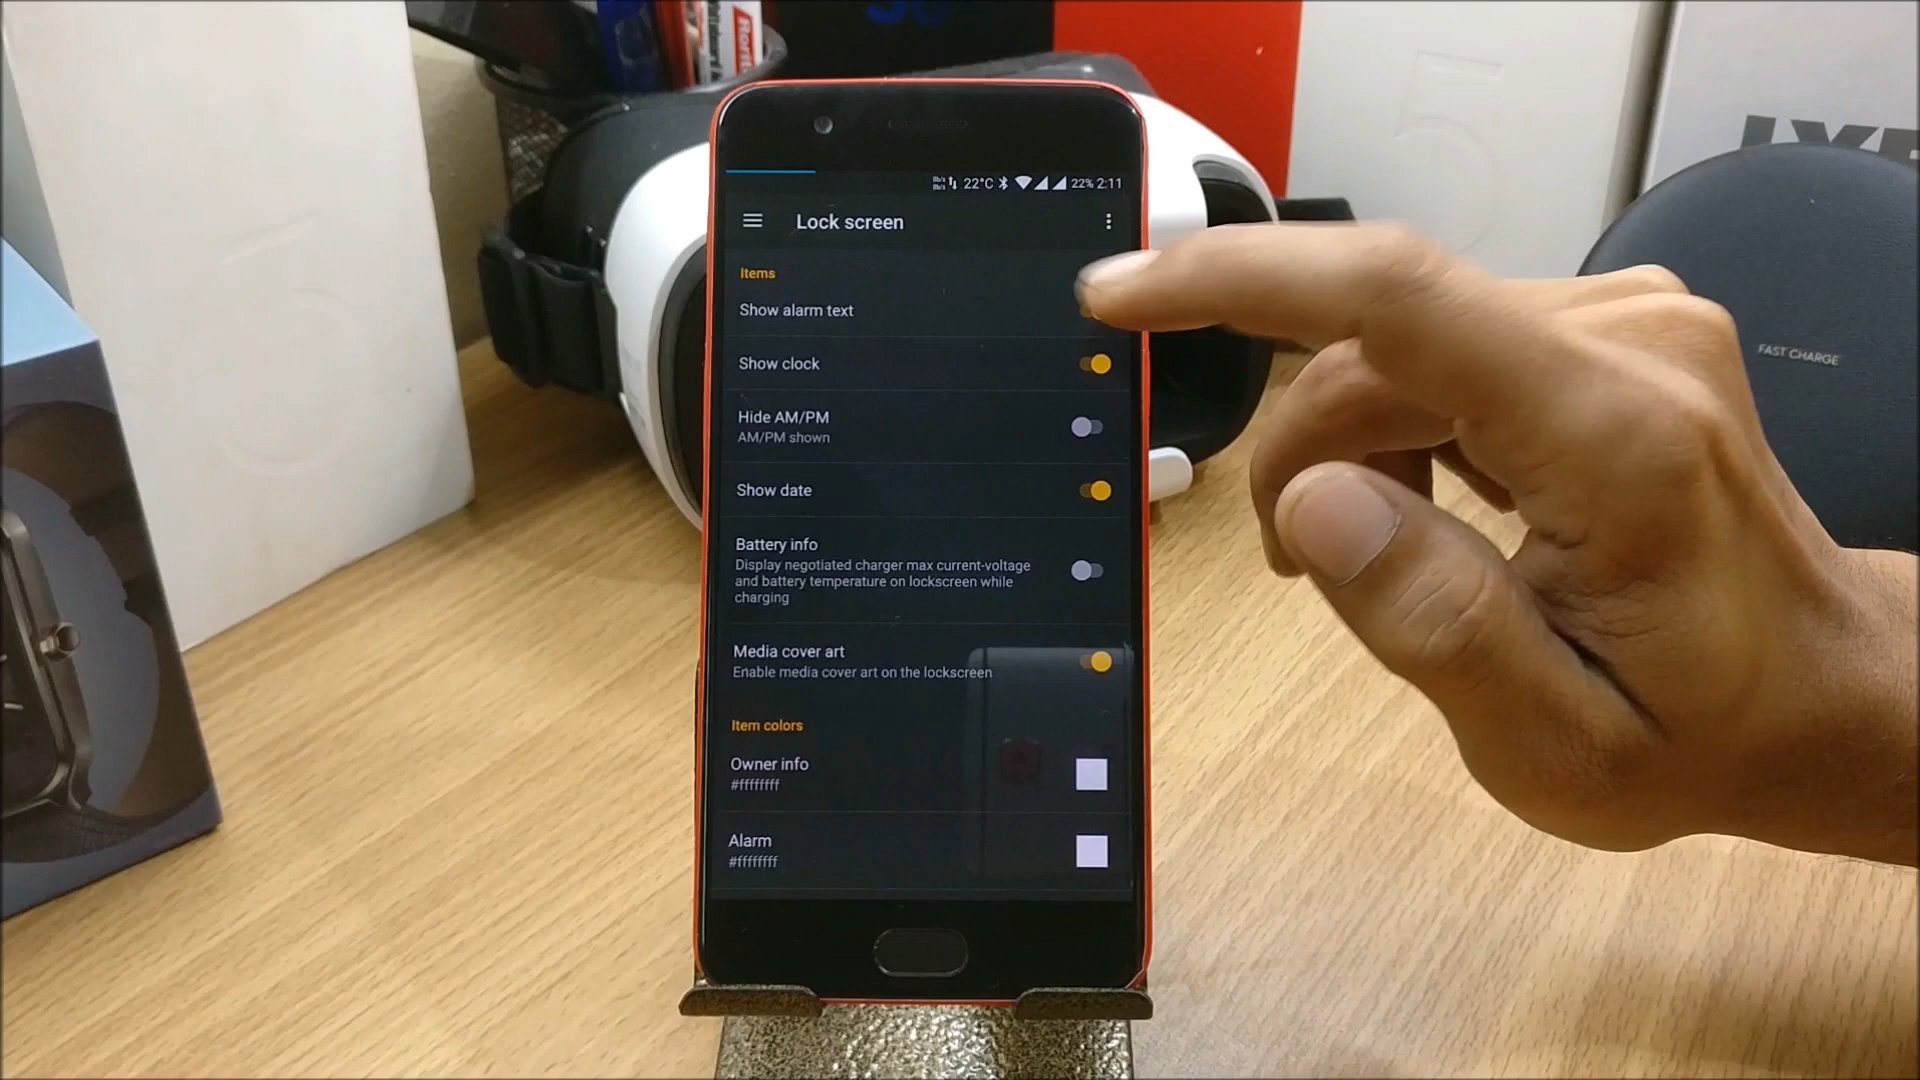 22°C 22% 2:11
Lock screen
Items
Show alarm text
Show clock
Hide AM/PM
AM/PM shown
Show date
Battery info
Display negotiated charger max current-voltage
and battery temperature on lockscreen while
charging
Media cover art
Enable media cover art on the lockscreen
Item colors
Owner info
#ffffffff
Alarm
#ffffffff
FAST CHARGE
5